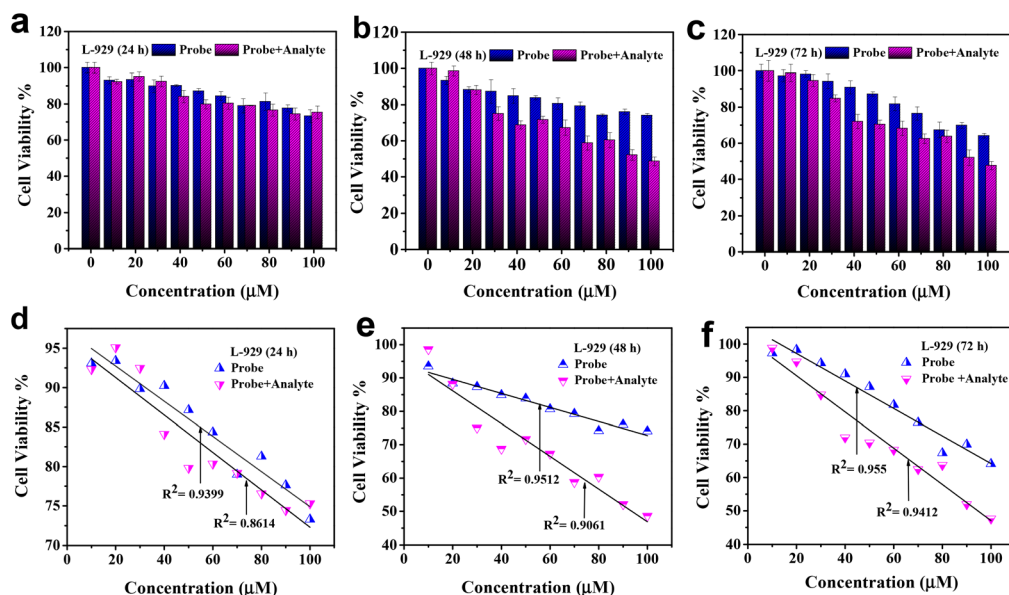 a
L-929 (24 h) Probe Probe+Analyte
120
100
80
60
40
20
0
Cell Viability %
0 20 40 60 80 100
Concentration (µM)
b
L-929 (48 h) Probe Probe+Analyte
120
100
80
60
40
20
0
Cell Viability %
0 20 40 60 80 100
Concentration (µM)
c
L-929 (72 h) Probe Probe+Analyte
120
100
80
60
40
20
0
Cell Viability %
0 20 40 60 80 100
Concentration (µM)
d
L-929 (24 h)
Probe
Probe+Analyte
95
90
85
80
75
70
Cell Viability %
R²= 0.9399
R²= 0.8614
0 20 40 60 80 100
Concentration (µM)
e
L-929 (48 h)
Probe
Probe+Analyte
100
90
80
70
60
50
40
Cell Viability %
R²= 0.9512
R²= 0.9061
0 20 40 60 80 100
Concentration (µM)
f
L-929 (72 h)
Probe
Probe +Analyte
100
90
80
70
60
50
40
Cell Viability %
R²= 0.955
R²= 0.9412
0 20 40 60 80 100
Concentration (µM)